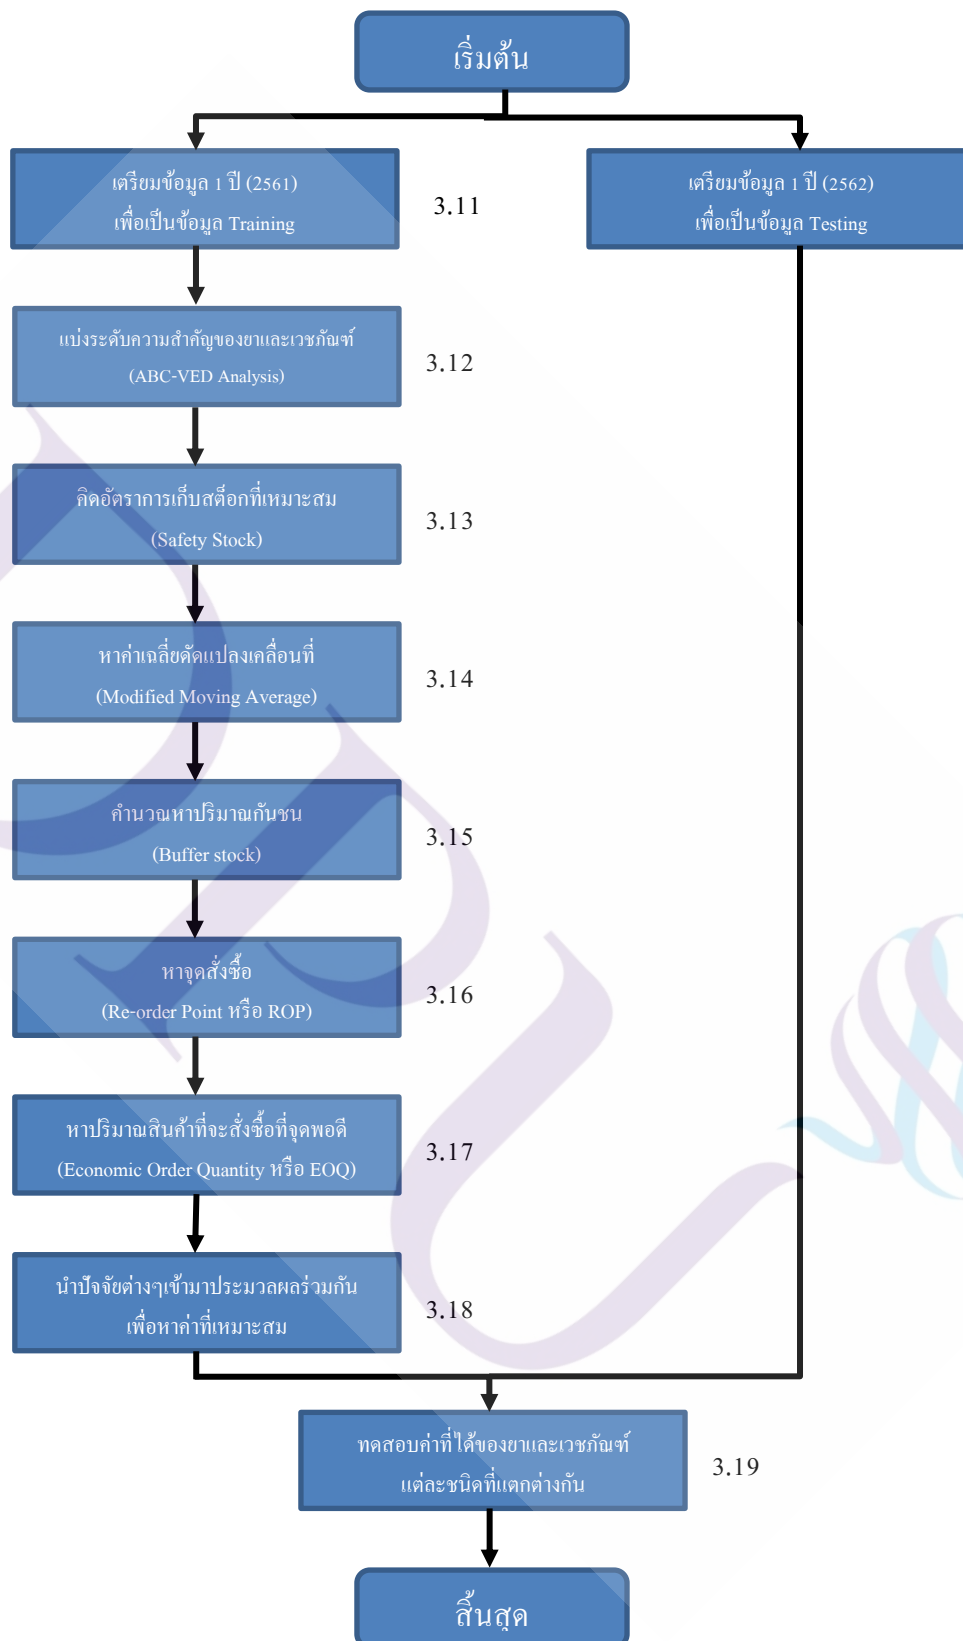 เริ่มต้น
เตรียมข้อมูล 1 ปี (2561)
เพื่อเป็นข้อมูล Training
3.11
เตรียมข้อมูล 1 ปี (2562)
เพื่อเป็นข้อมูล Testing
แบ่งระดับความสำคัญของยาและเวชภัณฑ์
(ABC-VED Analysis)
3.12
คิดอัตราการเก็บสต็อกที่เหมาะสม
(Safety Stock)
3.13
หาค่าเฉลี่ยดัดแปลงเคลื่อนที่
(Modified Moving Average)
3.14
คำนวณหาปริมาณกันชน
(Buffer stock)
3.15
หาจุดสั่งซื้อ
(Re-order Point หรือ ROP)
3.16
หาปริมาณสินค้าที่จะสั่งซื้อที่จุดพอดี
(Economic Order Quantity หรือ EOQ)
3.17
นำปัจจัยต่างๆเข้ามาประมวลผลร่วมกัน
เพื่อหาค่าที่เหมาะสม
3.18
ทดสอบค่าที่ได้ของยาและเวชภัณฑ์
แต่ละชนิดที่แตกต่างกัน
3.19
สิ้นสุด
DPU